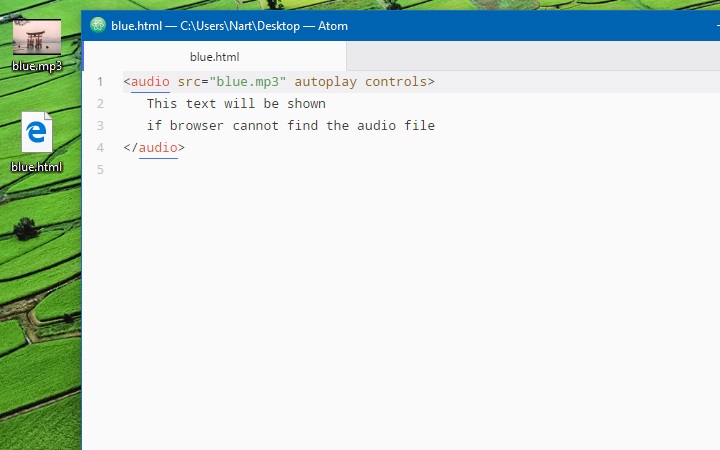 blue.html — C:\Users\Nart\Desktop — Atom
blue.mp3
blue.html
blue.html
1 <audio src="blue.mp3" autoplay controls>
2 This text will be shown
3 if browser cannot find the audio file
4 </audio>
5